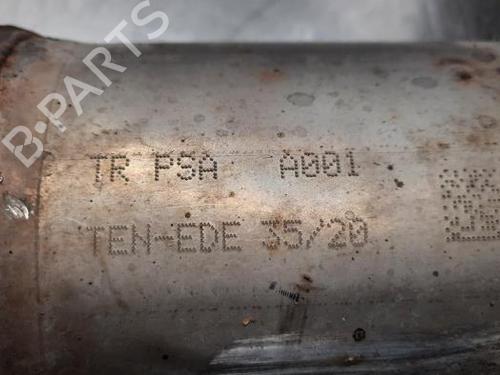 B-PARTS
TR PSA A001
TEN-EDE 35/20